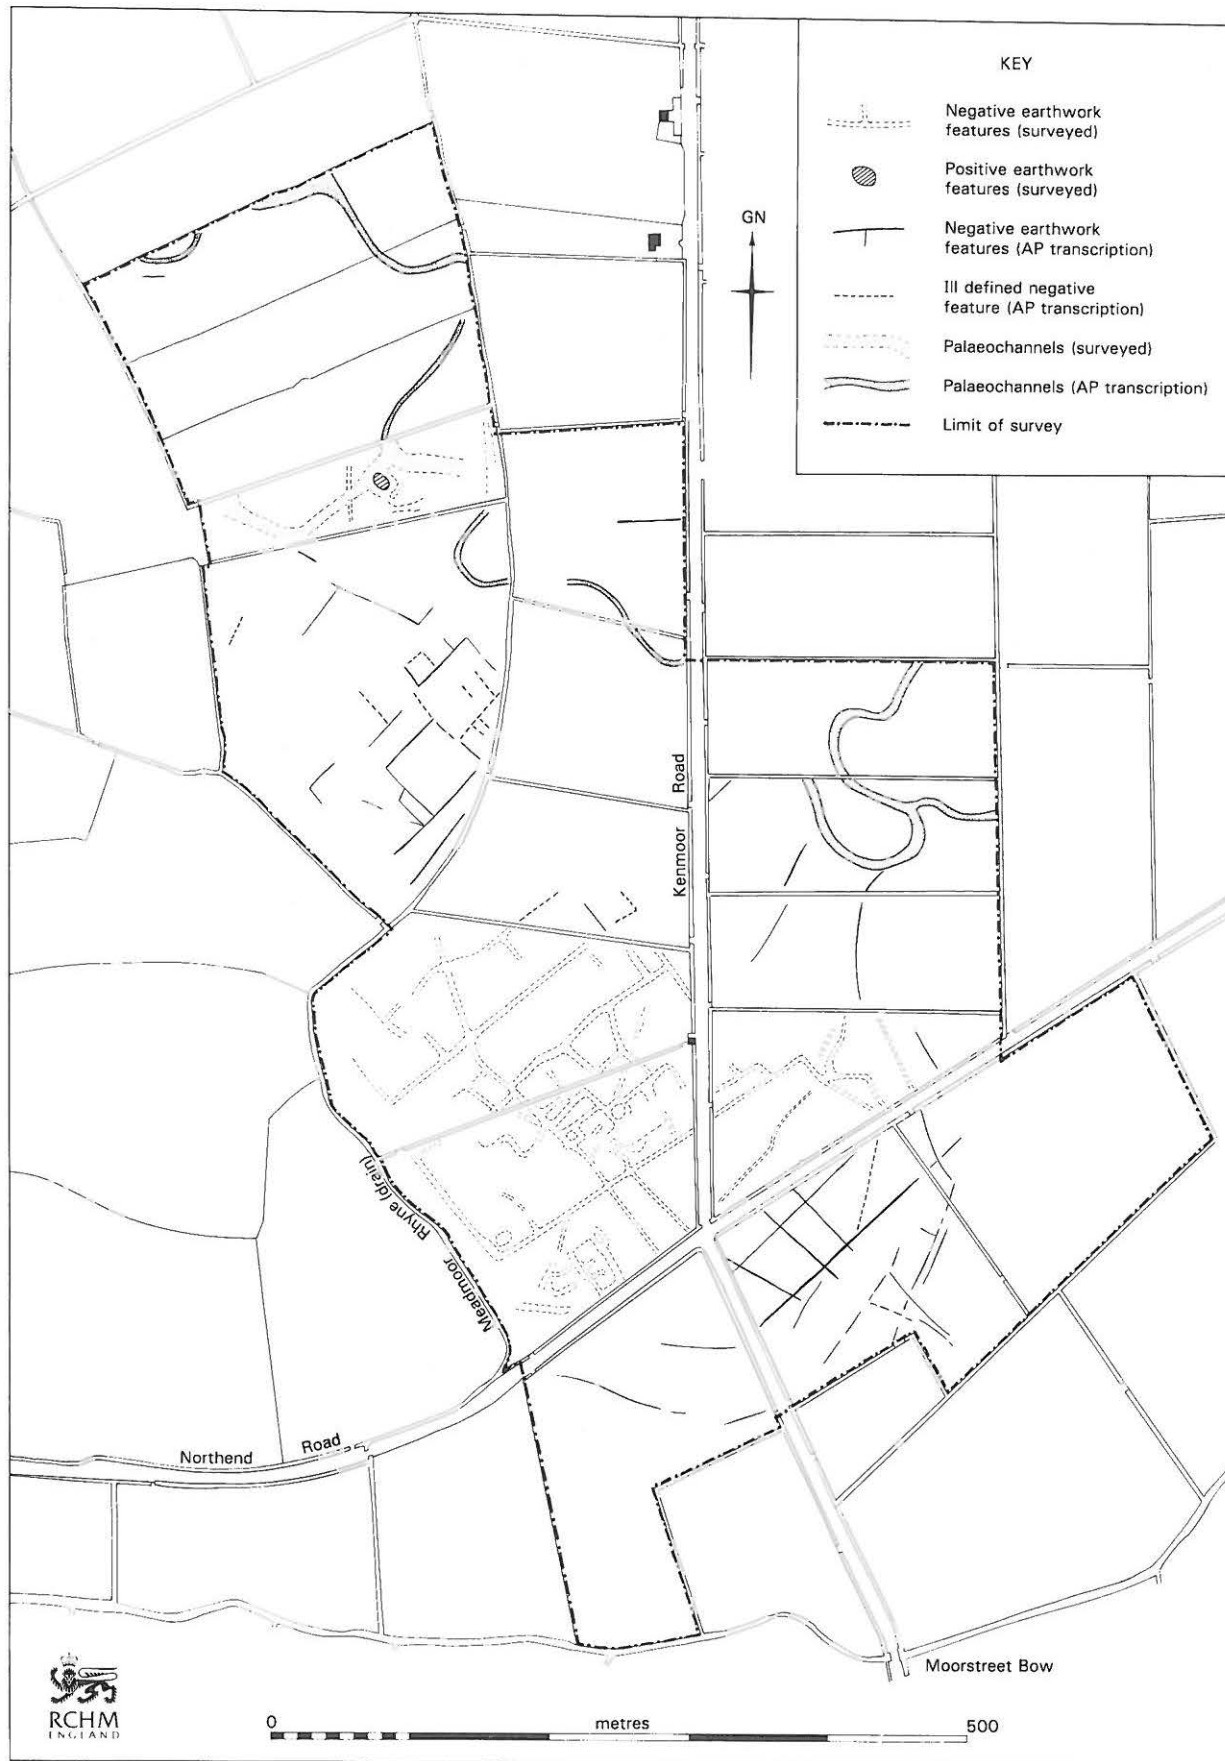 KEY
Negative earthwork
features (surveyed)
Positive earthwork
features (surveyed)
Negative earthwork
features (AP transcription)
Ill defined negative
feature (AP transcription)
Palaeochannels (surveyed)
Palaeochannels (AP transcription)
Limit of survey
GN
Kenmoor Road
Meadmoor Rhyne (drain)
Northend Road
Moorstreet Bow
RCHM
ENGLAND
0 metres 500